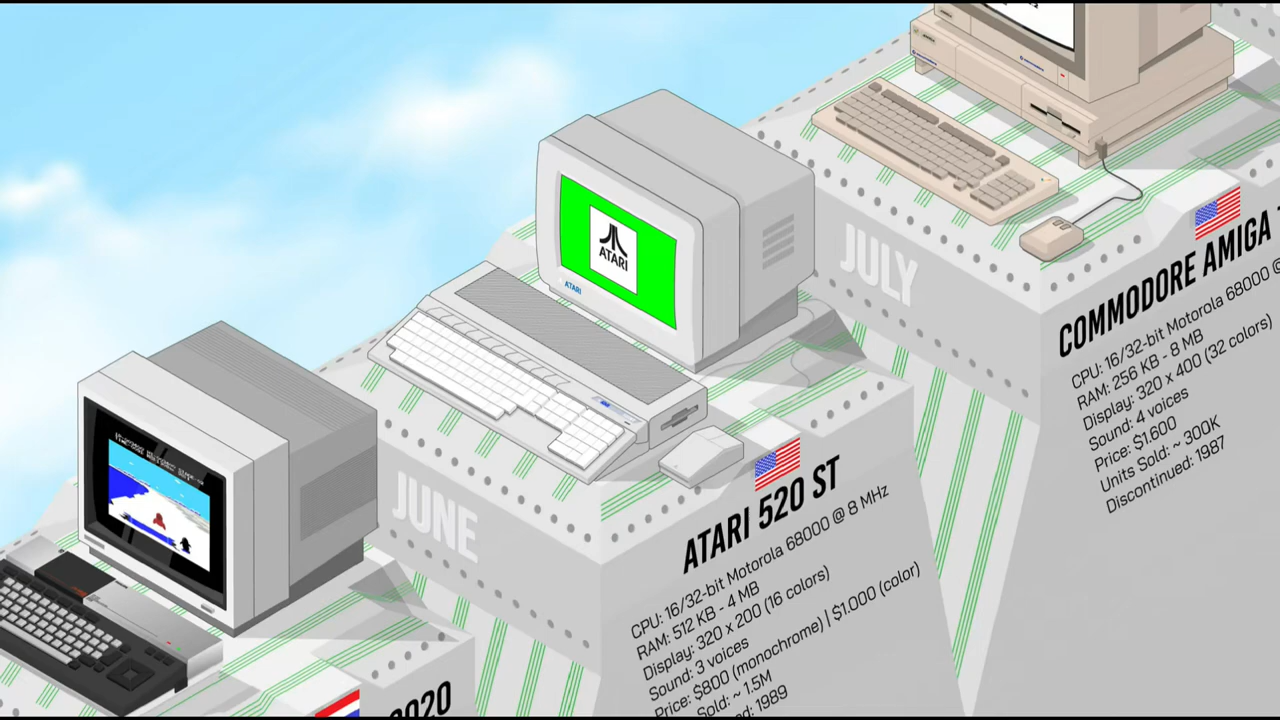 JUNE
JULY
ATARI
ATARI
2020
ATARI 520 ST
CPU: 16/32-bit Motorola 68000 @ 8 MHz
RAM: 512 KB - 4 MB
Display: 320 x 200 (16 colors)
Sound: 3 voices
Price: $800 (monochrome) | $1.000 (color)
Sold: ~ 1.5M
1989
COMMODORE AMIGA
CPU: 16/32-bit Motorola 68000 @
RAM: 256 KB - 8 MB
Display: 320 x 400 (32 colors)
Sound: 4 voices
Price: $1.600
Units Sold: ~ 300K
Discontinued: 1987